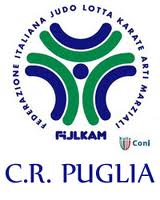 FEDERAZIONE ITALIANA JUDO LOTTA KARATE ARTI MARZIALI
FIJLKAM
Coni
C.R. PUGLIA